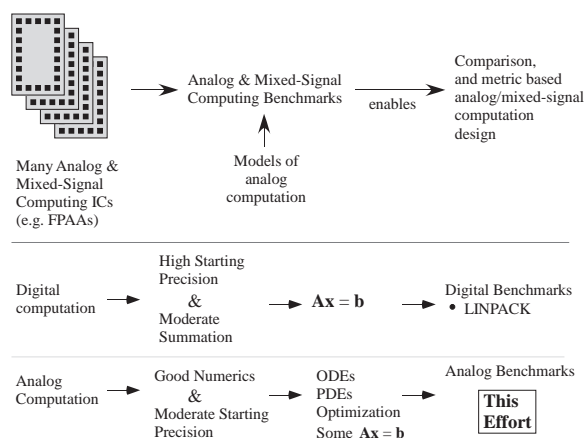 Many Analog &
Mixed-Signal
Computing ICs
(e.g. FPAAs)
Analog & Mixed-Signal
Computing Benchmarks
Models of
analog
computation
enables
Comparison,
and metric based
analog/mixed-signal
computation
design
Digital
computation
High Starting
Precision
&
Moderate
Summation
Ax = b
Digital Benchmarks
• LINPACK
Analog
Computation
Good Numerics
&
Moderate Starting
Precision
ODEs
PDEs
Optimization
Some Ax = b
Analog Benchmarks
This
Effort